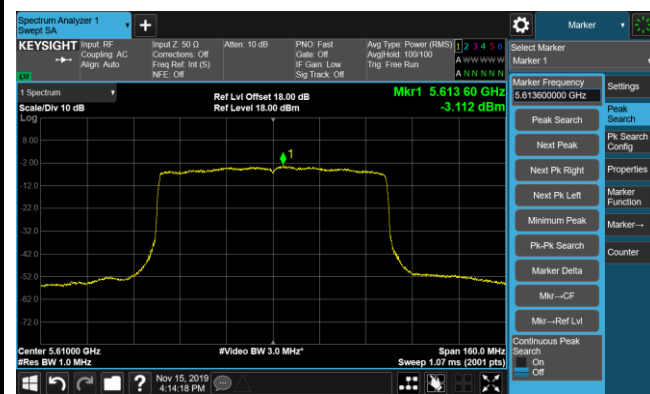 Spectrum Analyzer 1
Swept SA
+
Marker
KEYSIGHT
Input: RF
Coupling: AC
Align: Auto
Input Z: 50 Ω
Corrections: Off
Freq Ref: Int (S)
NFE: Off
Atten: 10 dB
PNO: Fast
Gate: Off
IF Gain: Low
Sig Track: Off
Avg Type: Power (RMS)
Avg|Hold: 100/100
Trig: Free Run
1 2 3 4 5 6
A W W W W W
A N N N N N
Select Marker
Marker 1
1 Spectrum
Scale/Div 10 dB
Log
Ref Lvl Offset 18.00 dB
Ref Level 18.00 dBm
Mkr1 5.613 60 GHz
-3.112 dBm
8.00
-2.00
-12.0
-22.0
-32.0
-42.0
-52.0
-62.0
-72.0
1
Center 5.61000 GHz
#Res BW 1.0 MHz
#Video BW 3.0 MHz*
Span 160.0 MHz
Sweep 1.07 ms (2001 pts)
Marker Frequency
5.613600000 GHz
Peak Search
Next Peak
Next Pk Right
Next Pk Left
Minimum Peak
Pk-Pk Search
Marker Delta
Mkr→CF
Mkr→Ref Lvl
Continuous Peak
Search
On
Off
Settings
Peak
Search
Pk Search
Config
Properties
Marker
Function
Marker→
Counter
?
Nov 15, 2019
4:14:18 PM